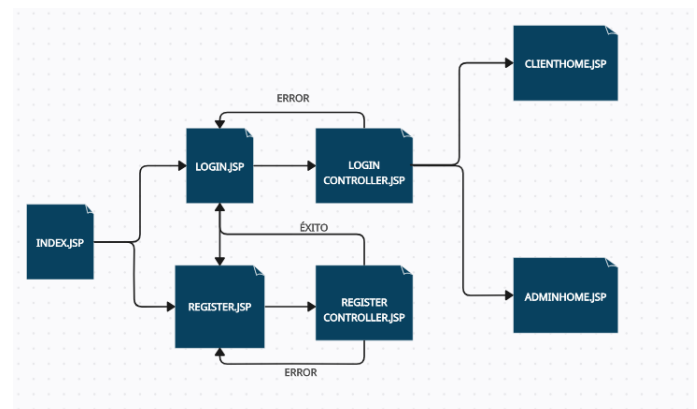 CLIENTHOME.JSP
ERROR
LOGIN.JSP
LOGIN
CONTROLLER.JSP
INDEX.JSP
ÉXITO
REGISTER.JSP
REGISTER
CONTROLLER.JSP
ADMINHOME.JSP
ERROR